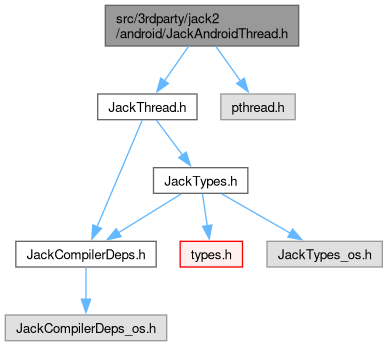 src/3rdparty/jack2
/android/JackAndroidThread.h
JackThread.h
pthread.h
JackTypes.h
JackCompilerDeps.h
types.h
JackTypes_os.h
JackCompilerDeps_os.h